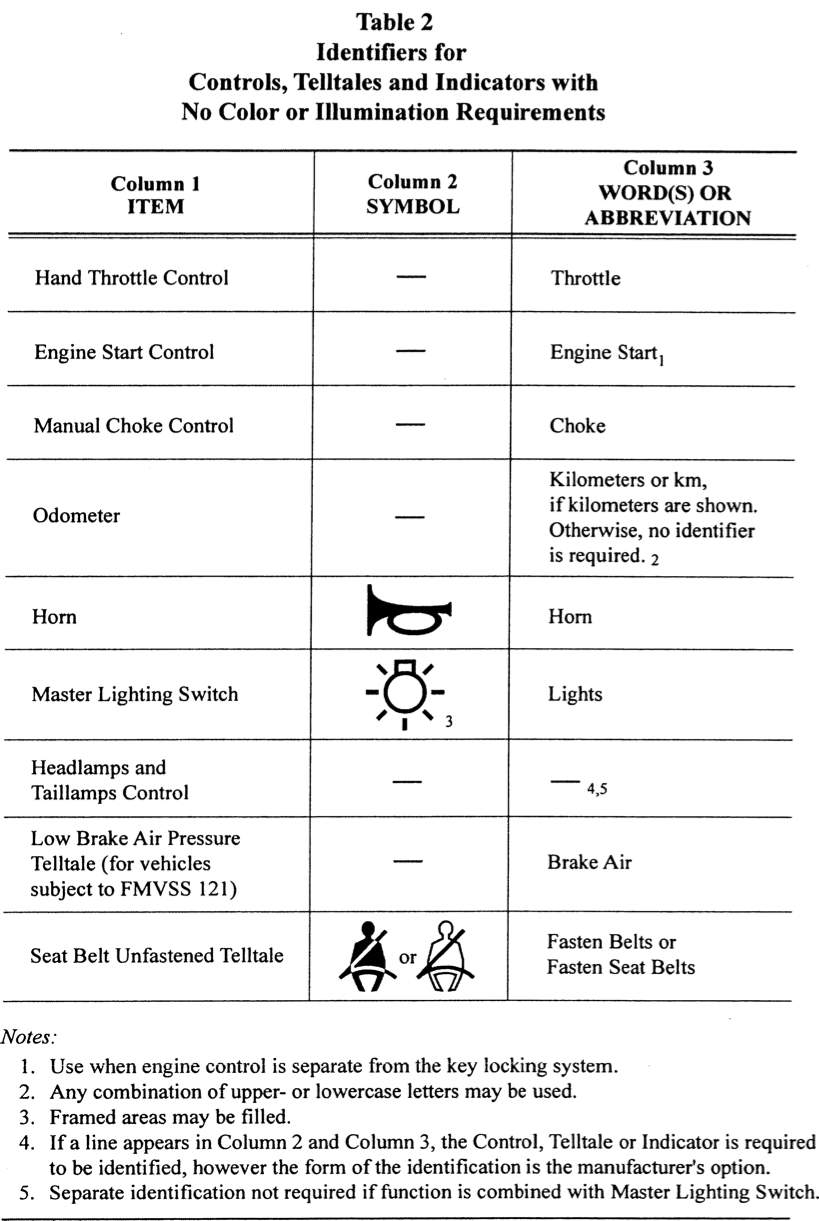 Table 2
Identifiers for
Controls, Telltales and Indicators with
No Color or Illumination Requirements
Column 1
ITEM
Column 2
SYMBOL
Column 3
WORD(S) OR
ABBREVIATION
Hand Throttle Control
—
Throttle
Engine Start Control
—
Engine Start1
Manual Choke Control
—
Choke
Odometer
—
Kilometers or km,
if kilometers are shown.
Otherwise, no identifier
is required. 2
Horn
Horn
Master Lighting Switch
3
Lights
Headlamps and
Taillamps Control
—
— 4,5
Low Brake Air Pressure
Telltale (for vehicles
subject to FMVSS 121)
—
Brake Air
Seat Belt Unfastened Telltale
or
Fasten Belts or
Fasten Seat Belts
Notes:
1. Use when engine control is separate from the key locking system.
2. Any combination of upper- or lowercase letters may be used.
3. Framed areas may be filled.
4. If a line appears in Column 2 and Column 3, the Control, Telltale or Indicator is required
to be identified, however the form of the identification is the manufacturer's option.
5. Separate identification not required if function is combined with Master Lighting Switch.